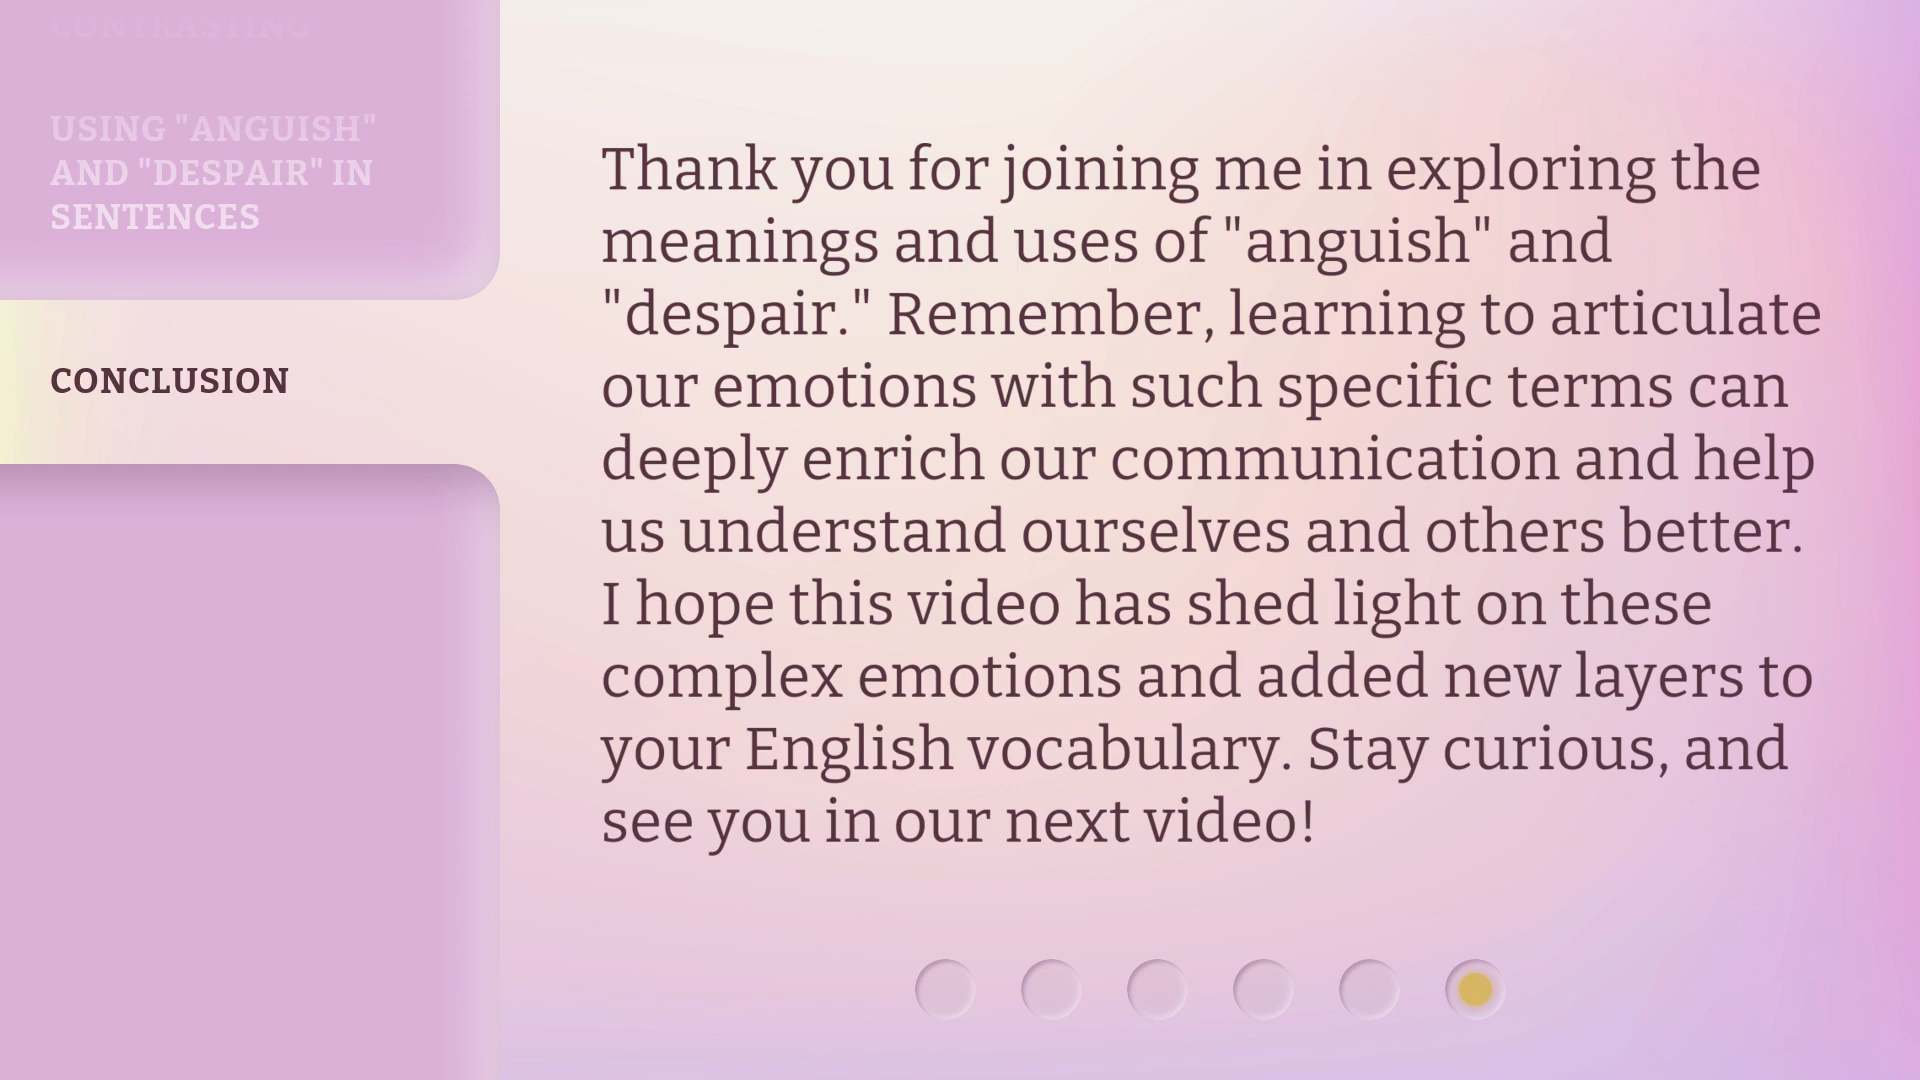 CONTRASTING
USING "ANGUISH"
AND "DESPAIR" IN
SENTENCES
CONCLUSION
Thank you for joining me in exploring the
meanings and uses of "anguish" and
"despair." Remember, learning to articulate
our emotions with such specific terms can
deeply enrich our communication and help
us understand ourselves and others better.
I hope this video has shed light on these
complex emotions and added new layers to
your English vocabulary. Stay curious, and
see you in our next video!